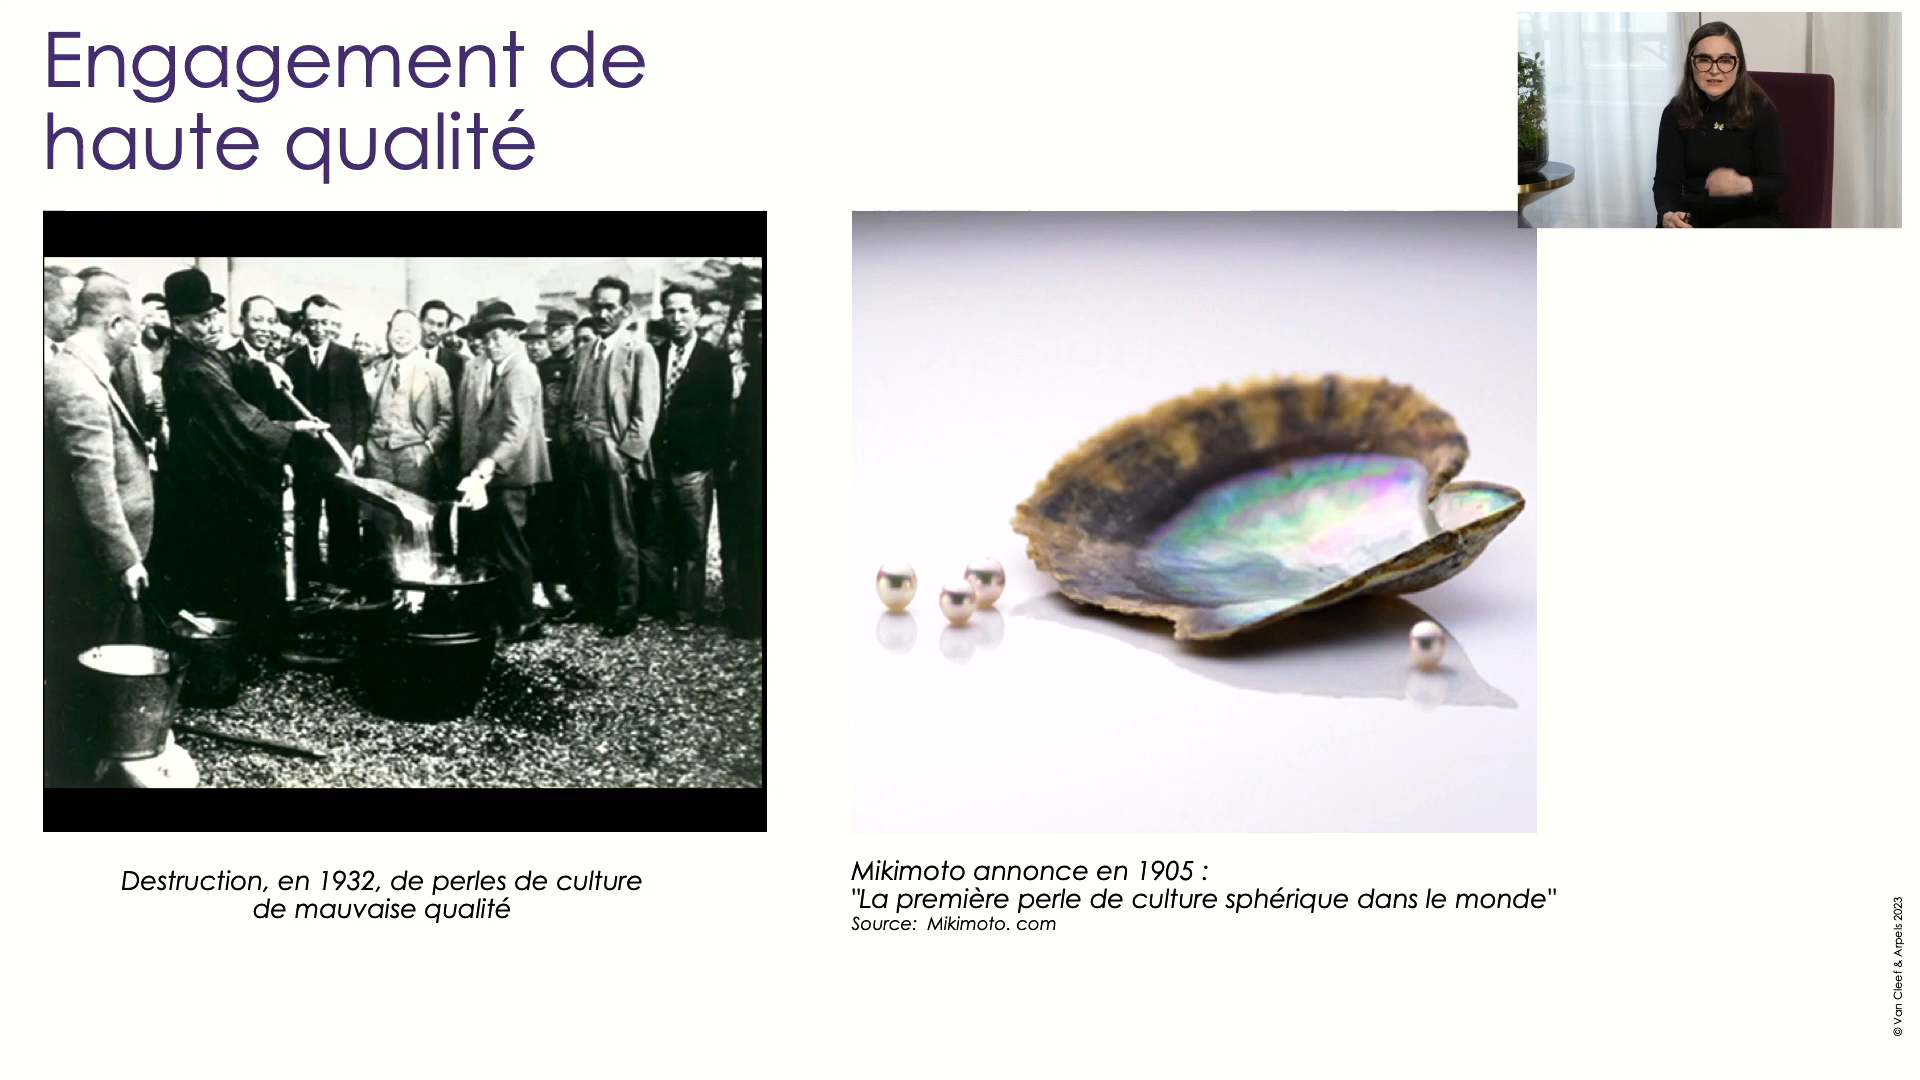 Engagement de
haute qualité
Destruction, en 1932, de perles de culture
de mauvaise qualité
Mikimoto annonce en 1905 :
"La première perle de culture sphérique dans le monde"
Source: Mikimoto. com
© Van Cleef & Arpels 2023